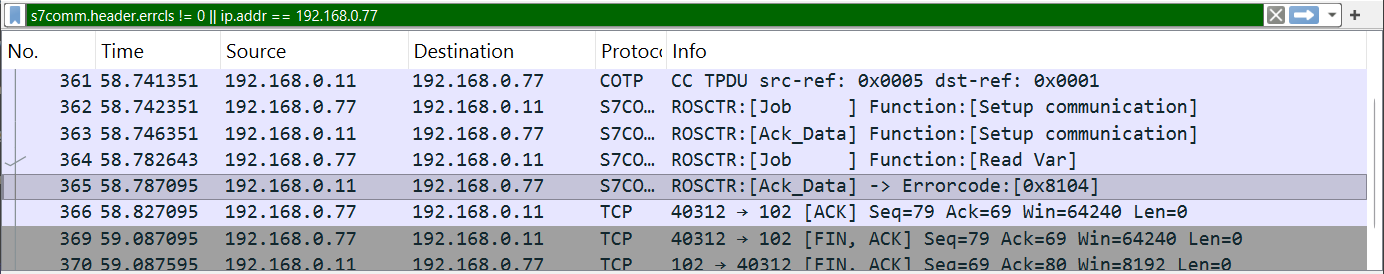 s7comm.header.errcls != 0 || ip.addr == 192.168.0.77
No. Time Source Destination Protoc Info
361 58.741351 192.168.0.11 192.168.0.77 COTP CC TPDU src-ref: 0x0005 dst-ref: 0x0001
362 58.742351 192.168.0.77 192.168.0.11 S7CO… ROSCTR:[Job     ] Function:[Setup communication]
363 58.746351 192.168.0.11 192.168.0.77 S7CO… ROSCTR:[Ack_Data] Function:[Setup communication]
364 58.782643 192.168.0.77 192.168.0.11 S7CO… ROSCTR:[Job     ] Function:[Read Var]
365 58.787095 192.168.0.11 192.168.0.77 S7CO… ROSCTR:[Ack_Data] -> Errorcode:[0x8104]
366 58.827095 192.168.0.77 192.168.0.11 TCP 40312 → 102 [ACK] Seq=79 Ack=69 Win=64240 Len=0
369 59.087095 192.168.0.77 192.168.0.11 TCP 40312 → 102 [FIN, ACK] Seq=79 Ack=69 Win=64240 Len=0
370 59.087595 192.168.0.11 192.168.0.77 TCP 102 → 40312 [FIN, ACK] Seq=69 Ack=80 Win=8192 Len=0